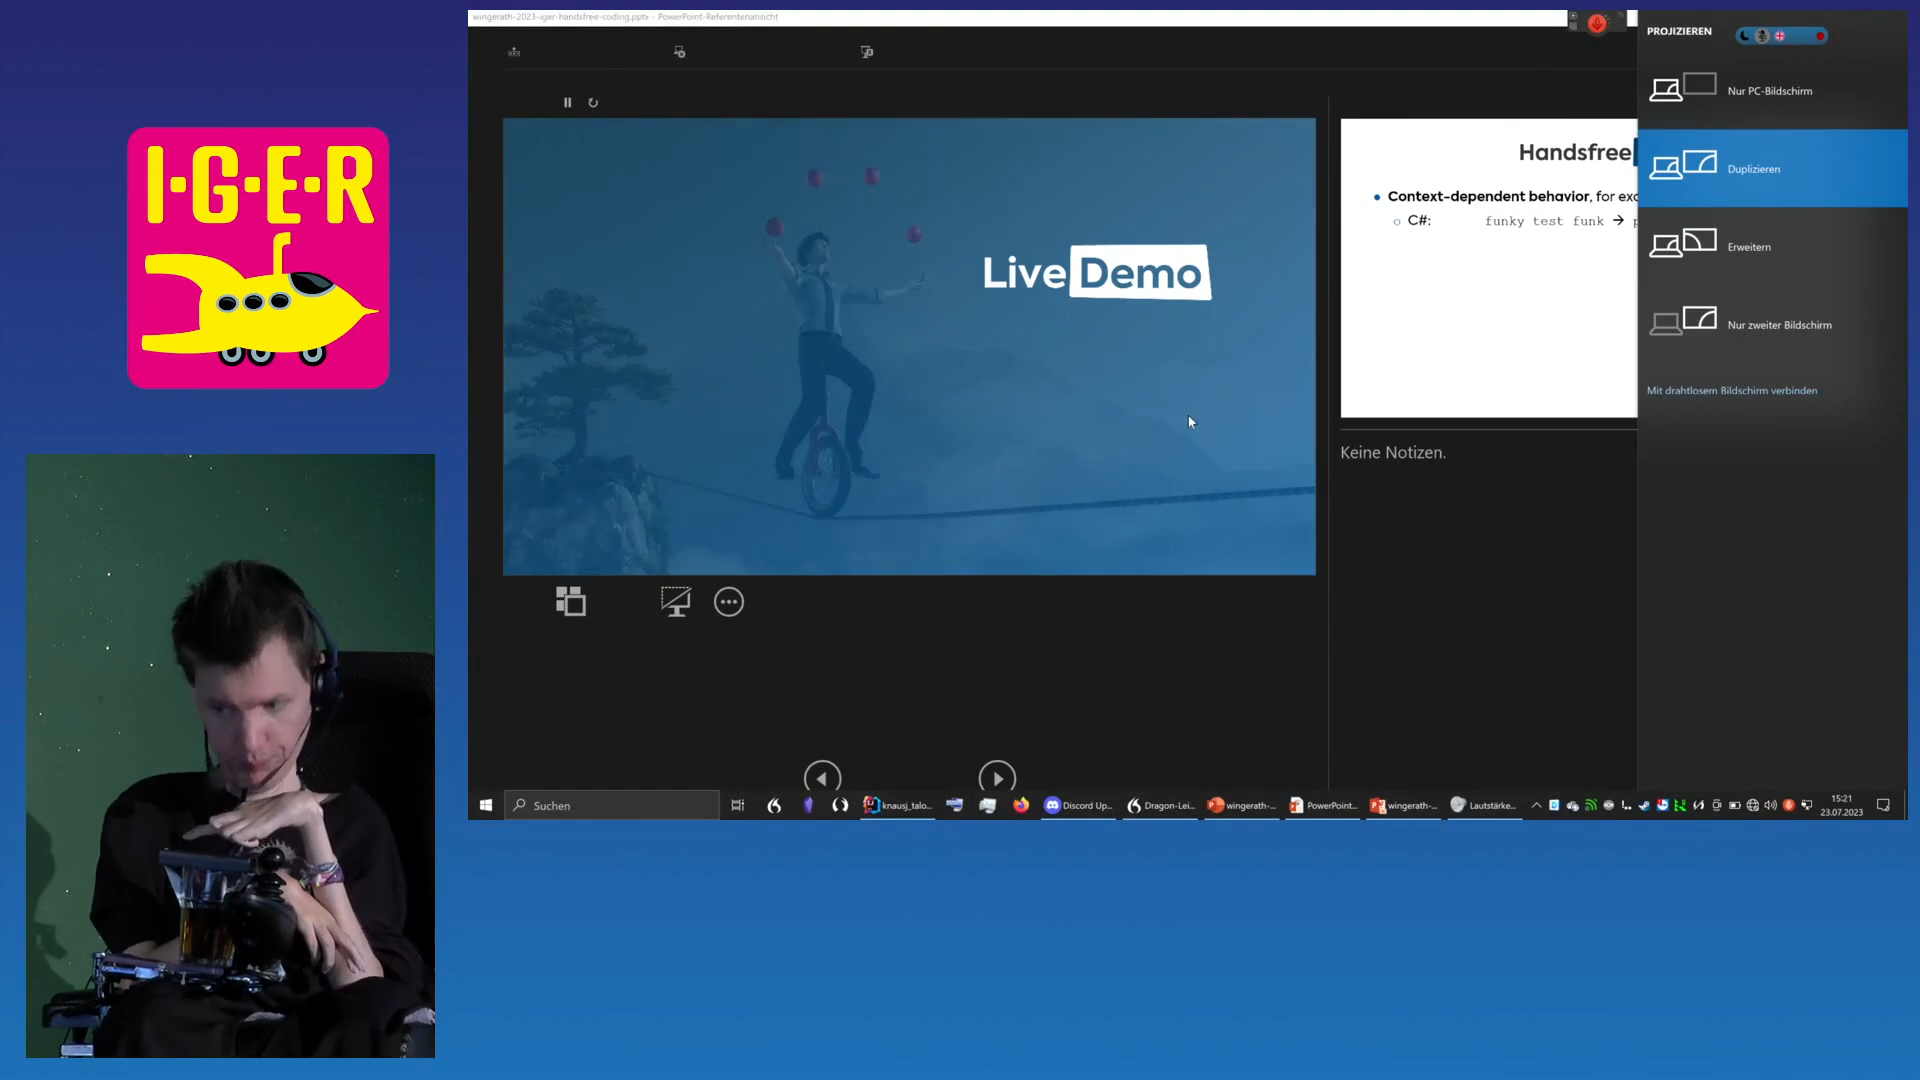 wingerath-2023-iger-handsfree-coding.pptx - PowerPoint-Referentenansicht
PROJIZIEREN
Nur PC-Bildschirm
Duplizieren
Erweitern
Nur zweiter Bildschirm
Mit drahtlosem Bildschirm verbinden
I·G·E·R
Live Demo
Handsfree
Context-dependent behavior, for exa
C#: funky test funk → p
Keine Notizen.
Suchen
knausj_talo...
Discord Up...
Dragon-Lei...
wingerath-...
PowerPoint...
wingerath-...
Lautstärke...
15:21
23.07.2023